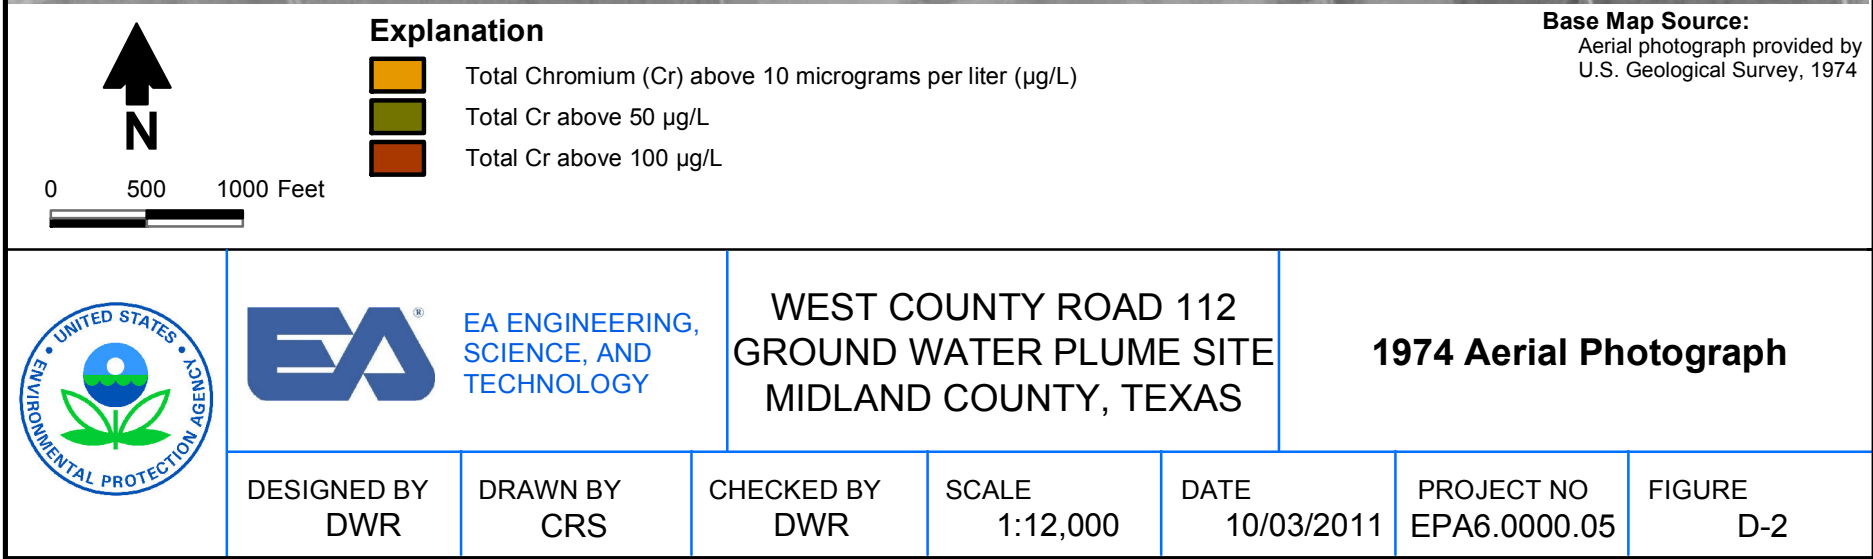 N
0 500 1000 Feet
Explanation
Total Chromium (Cr) above 10 micrograms per liter (µg/L)
Total Cr above 50 µg/L
Total Cr above 100 µg/L
Base Map Source:
Aerial photograph provided by
U.S. Geological Survey, 1974
UNITED STATES • ENVIRONMENTAL PROTECTION AGENCY •
EA®
EA ENGINEERING,
SCIENCE, AND
TECHNOLOGY
WEST COUNTY ROAD 112
GROUND WATER PLUME SITE
MIDLAND COUNTY, TEXAS
1974 Aerial Photograph
DESIGNED BY
DWR
DRAWN BY
CRS
CHECKED BY
DWR
SCALE
1:12,000
DATE
10/03/2011
PROJECT NO
EPA6.0000.05
FIGURE
D-2